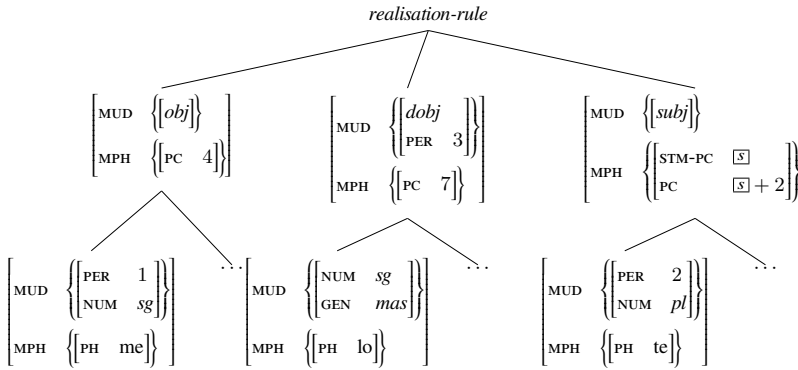 realisation-rule
[MUD {[obj]} MPH {[PC 4]}]
[MUD {[dobj PER 3]} MPH {[PC 7]}]
[MUD {[subj]} MPH {[STM-PC s PC s + 2]}]
[MUD {[PER 1 NUM sg]} MPH {[PH me]}]
...
[MUD {[NUM sg GEN mas]} MPH {[PH lo]}]
...
[MUD {[PER 2 NUM pl]} MPH {[PH te]}]
...